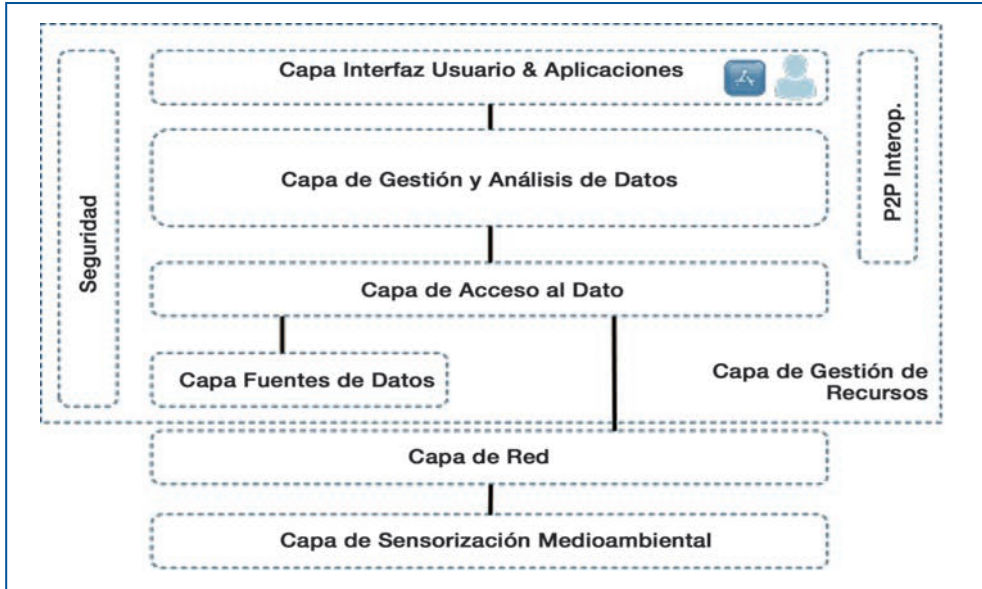 Capa Interfaz Usuario & Aplicaciones
Capa de Gestión y Análisis de Datos
Capa de Acceso al Dato
Capa Fuentes de Datos
Capa de Gestión de
Recursos
Capa de Red
Capa de Sensorización Medioambiental
Seguridad
P2P Interop.